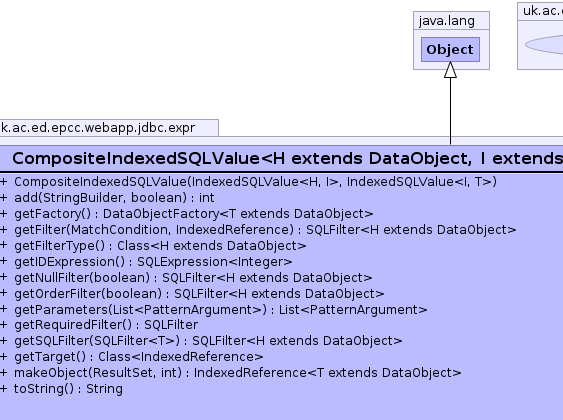 java.lang
uk.ac.
Object
k.ac.ed.epcc.webapp.jdbc.expr
CompositeIndexedSQLValue<H extends DataObject, I extends
+ CompositeIndexedSQLValue(IndexedSQLValue<H, I>, IndexedSQLValue<I, T>)
+ add(StringBuilder, boolean) : int
+ getFactory() : DataObjectFactory<T extends DataObject>
+ getFilter(MatchCondition, IndexedReference) : SQLFilter<H extends DataObject>
+ getFilterType() : Class<H extends DataObject>
+ getIDExpression() : SQLExpression<Integer>
+ getNullFilter(boolean) : SQLFilter<H extends DataObject>
+ getOrderFilter(boolean) : SQLFilter<H extends DataObject>
+ getParameters(List<PatternArgument>) : List<PatternArgument>
+ getRequiredFilter() : SQLFilter
+ getSQLFilter(SQLFilter<T>) : SQLFilter<H extends DataObject>
+ getTarget() : Class<IndexedReference>
+ makeObject(ResultSet, int) : IndexedReference<T extends DataObject>
+ toString() : String